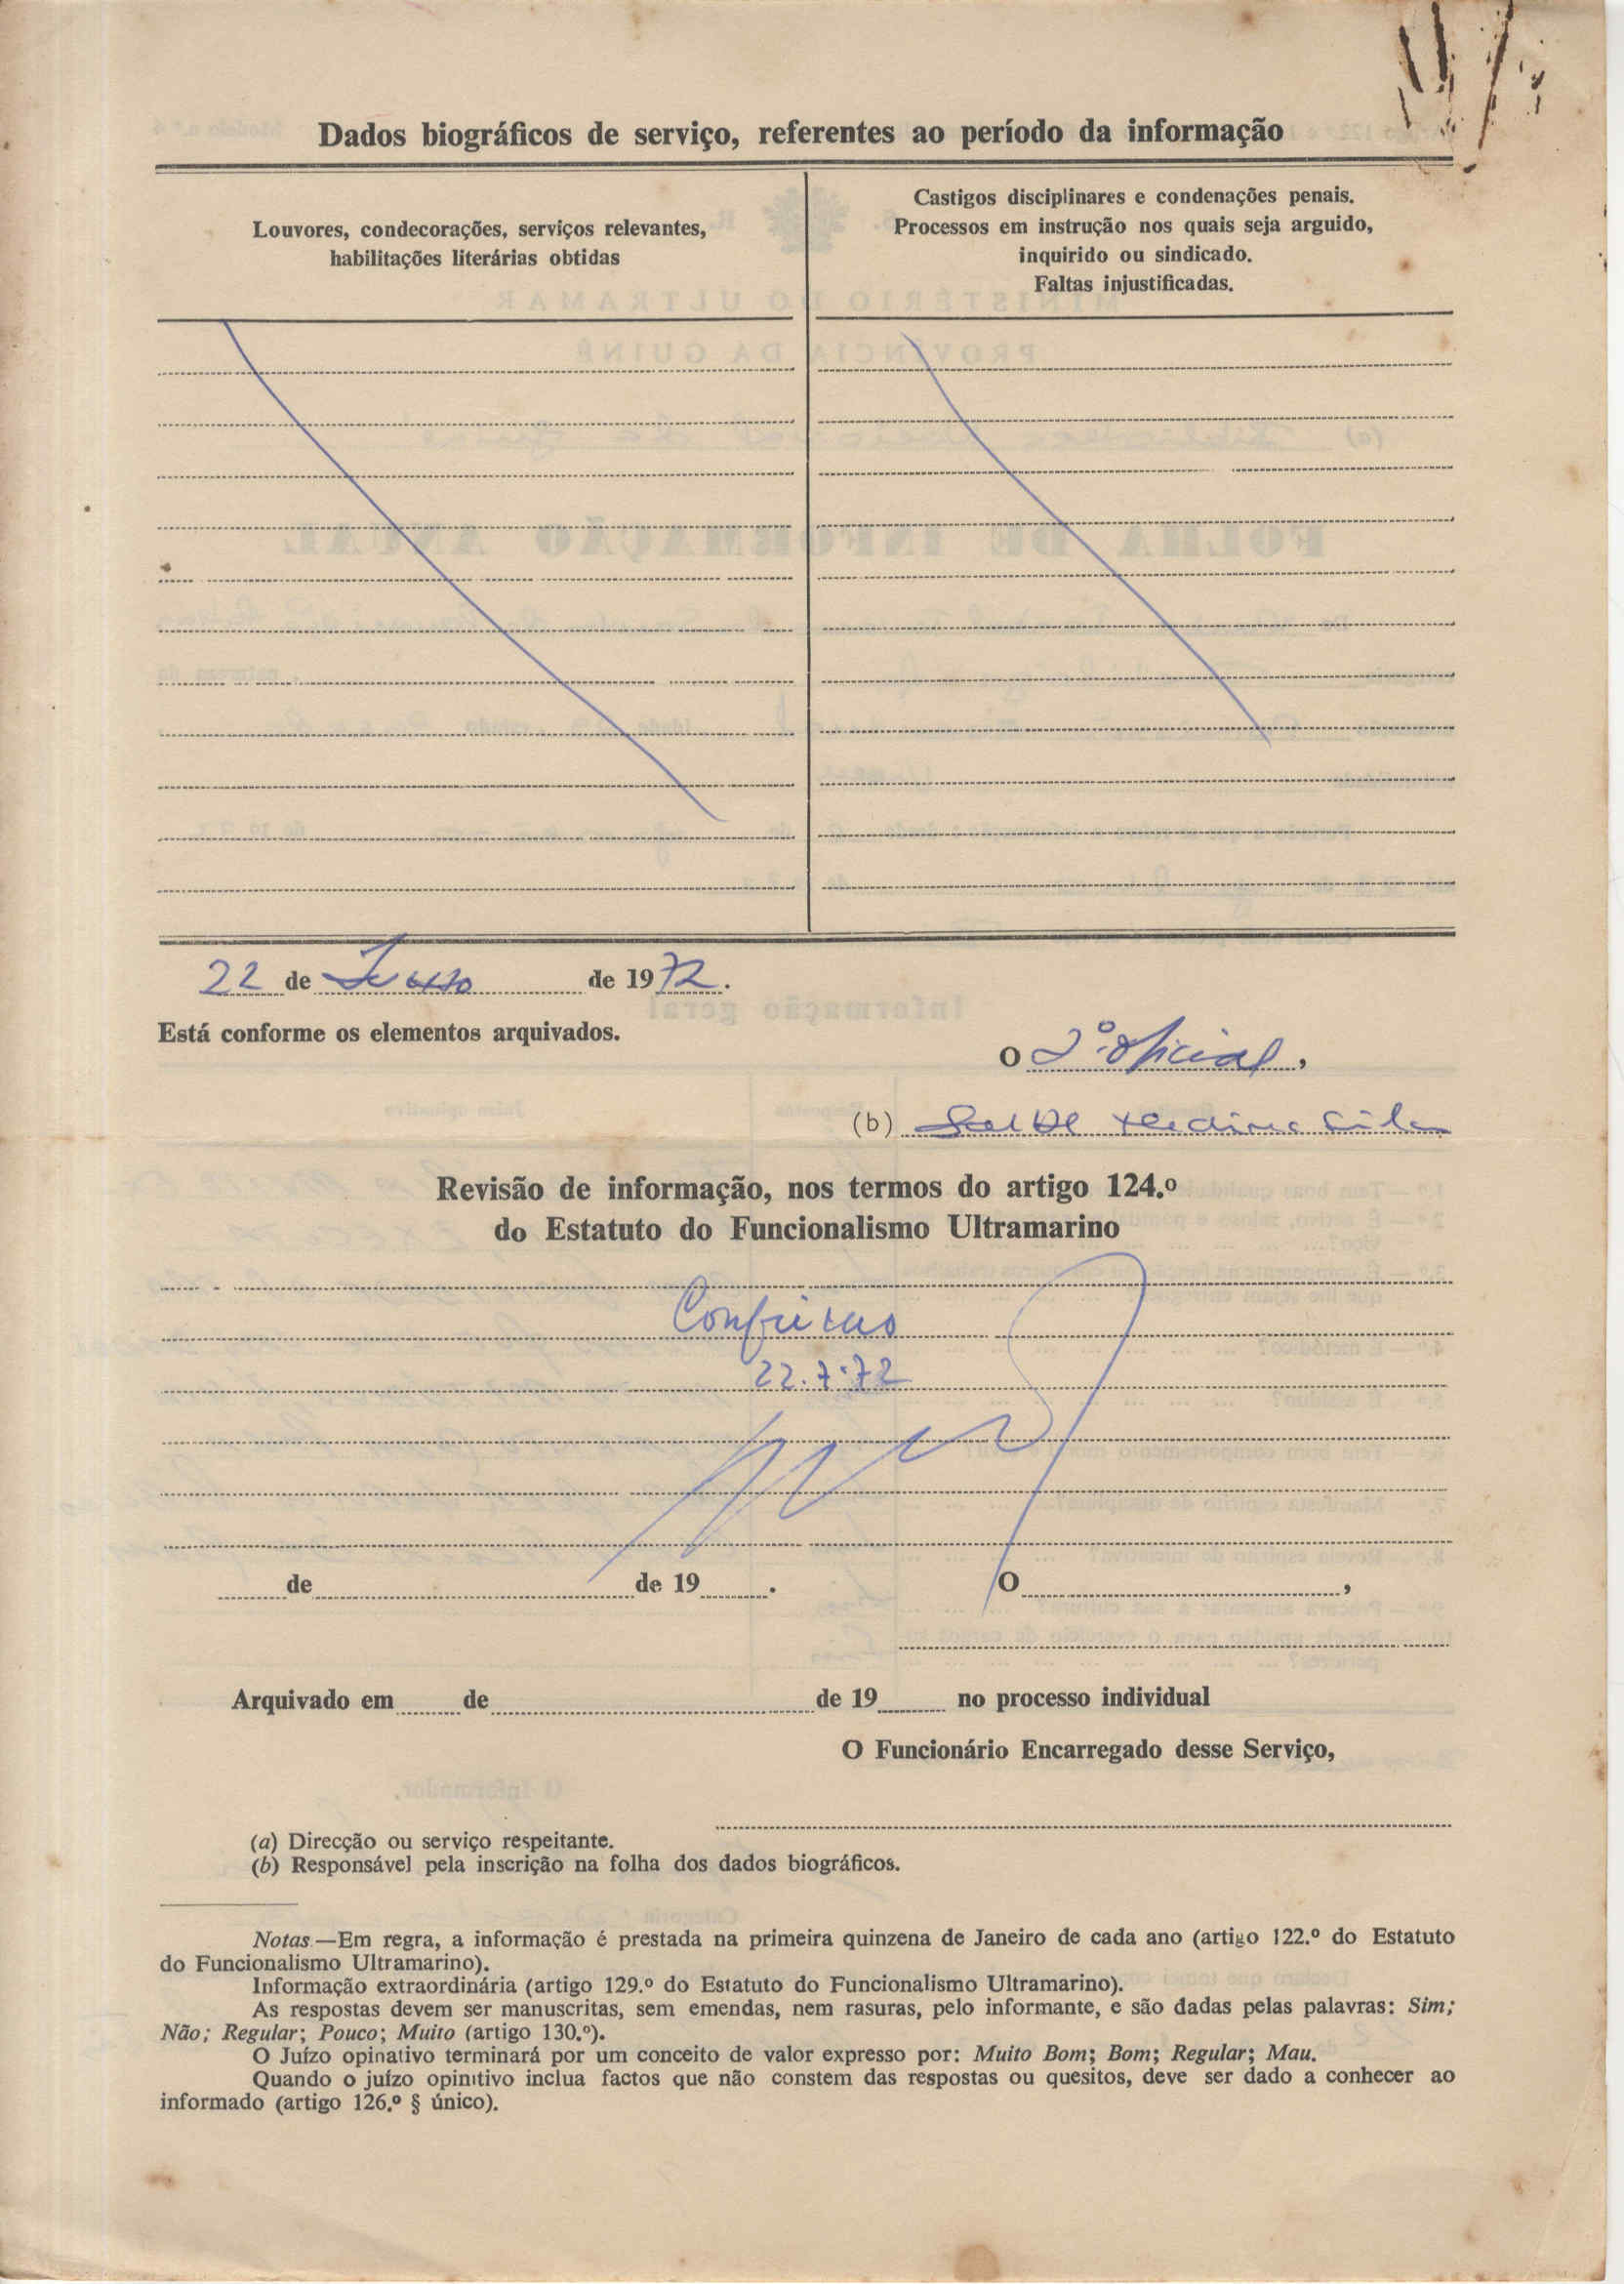 Dados biográficos de serviço, referentes ao período da informação
Louvores, condecorações, serviços relevantes,
habilitações literárias obtidas
Castigos disciplinares e condenações penais.
Processos em instrução nos quais seja arguido,
inquirido ou sindicado.
Faltas injustificadas.
22 de de 1972.
Está conforme os elementos arquivados.
O 2.º oficial,
(b)
Revisão de informação, nos termos do artigo 124.º
do Estatuto do Funcionalismo Ultramarino
22.7.72
de de 19 .
O ,
Arquivado em de de 19 no processo individual
O Funcionário Encarregado desse Serviço,
(a) Direcção ou serviço respeitante.
(b) Responsável pela inscrição na folha dos dados biográficos.
Notas—Em regra, a informação é prestada na primeira quinzena de Janeiro de cada ano (artigo 122.º do Estatuto
do Funcionalismo Ultramarino).
Informação extraordinária (artigo 129.º do Estatuto do Funcionalismo Ultramarino).
As respostas devem ser manuscritas, sem emendas, nem rasuras, pelo informante, e são dadas pelas palavras: Sim;
Não; Regular; Pouco; Muito (artigo 130.º).
O Juízo opinativo terminará por um conceito de valor expresso por: Muito Bom; Bom; Regular; Mau.
Quando o juízo opinitivo inclua factos que não constem das respostas ou quesitos, deve ser dado a conhecer ao
informado (artigo 126.º § único).